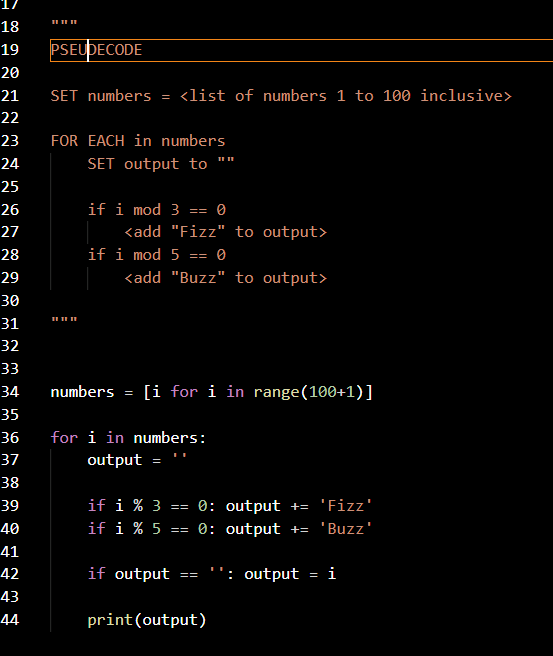 17
18 """
19 PSEUDECODE
20
21 SET numbers = <list of numbers 1 to 100 inclusive>
22
23 FOR EACH in numbers
24     SET output to ""
25
26     if i mod 3 == 0
27         <add "Fizz" to output>
28     if i mod 5 == 0
29         <add "Buzz" to output>
30
31 """
32
33
34 numbers = [i for i in range(100+1)]
35
36 for i in numbers:
37     output = ''
38
39     if i % 3 == 0: output += 'Fizz'
40     if i % 5 == 0: output += 'Buzz'
41
42     if output == '': output = i
43
44     print(output)